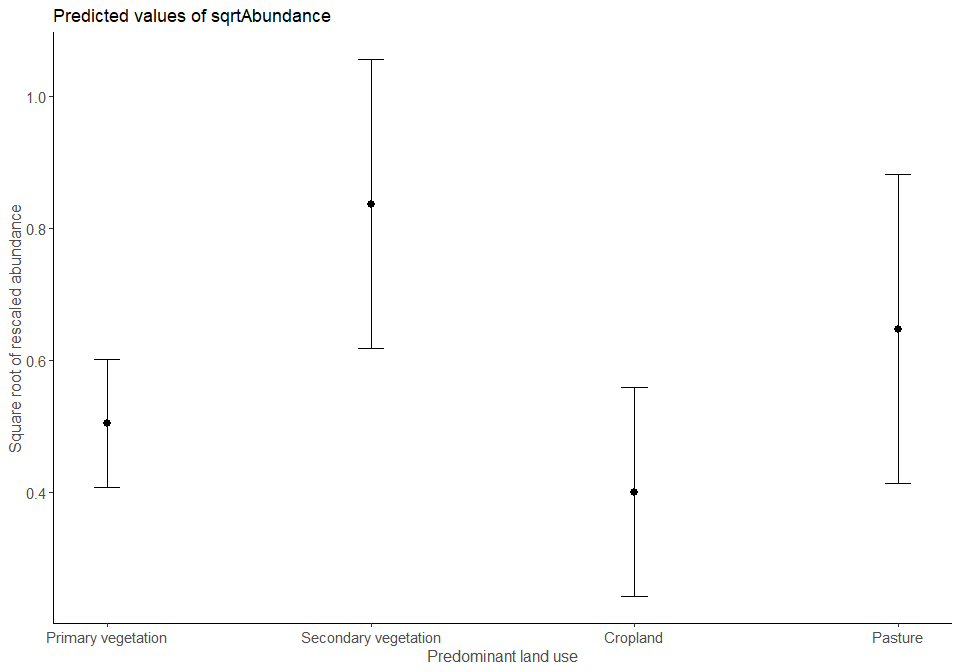 Predicted values of sqrtAbundance
Square root of rescaled abundance
1.0
0.8
0.6
0.4
Primary vegetation Secondary vegetation Cropland Pasture
Predominant land use